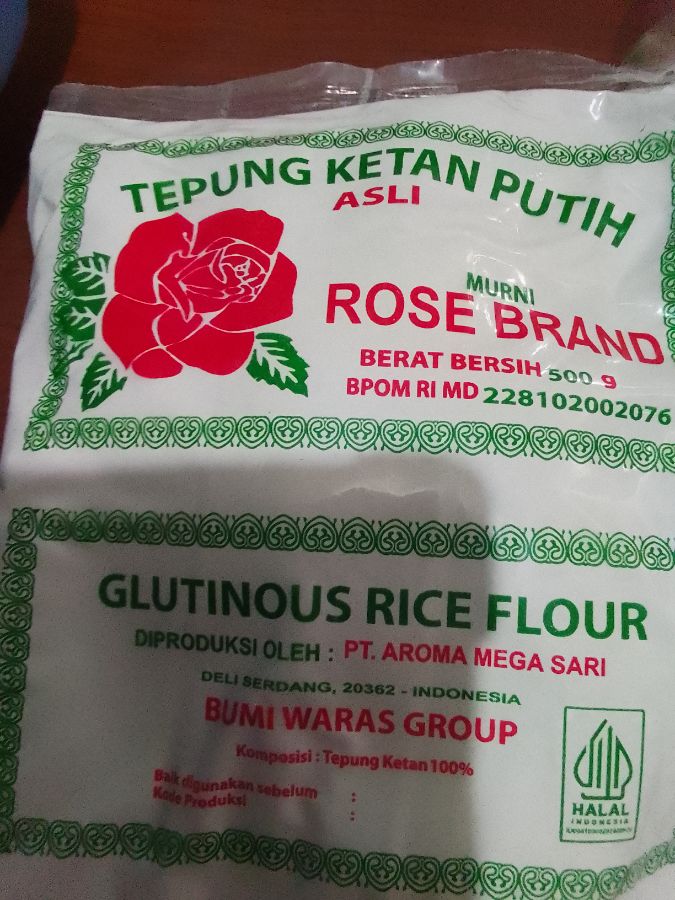 TEPUNG KETAN PUTIH
ASLI
MURNI
ROSE BRAND
BERAT BERSIH 500 g
BPOM RI MD 228102002076
GLUTINOUS RICE FLOUR
DIPRODUKSI OLEH : PT. AROMA MEGA SARI
DELI SERDANG, 20362 - INDONESIA
BUMI WARAS GROUP
Komposisi : Tepung Ketan 100%
Baik digunakan sebelum :
Kode Produksi :
HALAL
INDONESIA